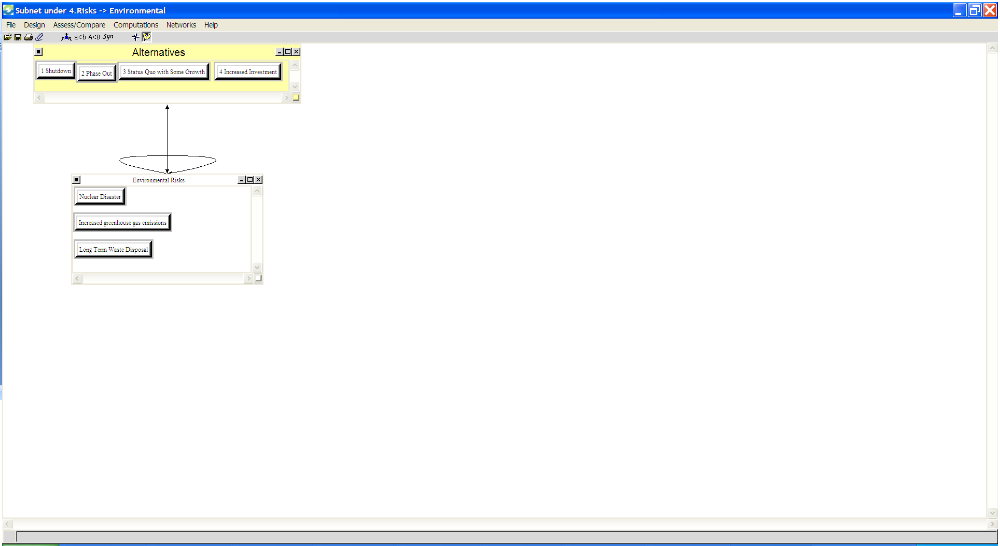 Subnet under 4.Risks -> Environmental
File Design Assess/Compare Computations Networks Help
a<b A<B Syn
Alternatives
1 Shutdown 2 Phase Out 3 Status Quo with Some Growth 4 Increased Investment
Environmental Risks
Nuclear Disaster
Increased greenhouse gas emissions
Long Term Waste Disposal